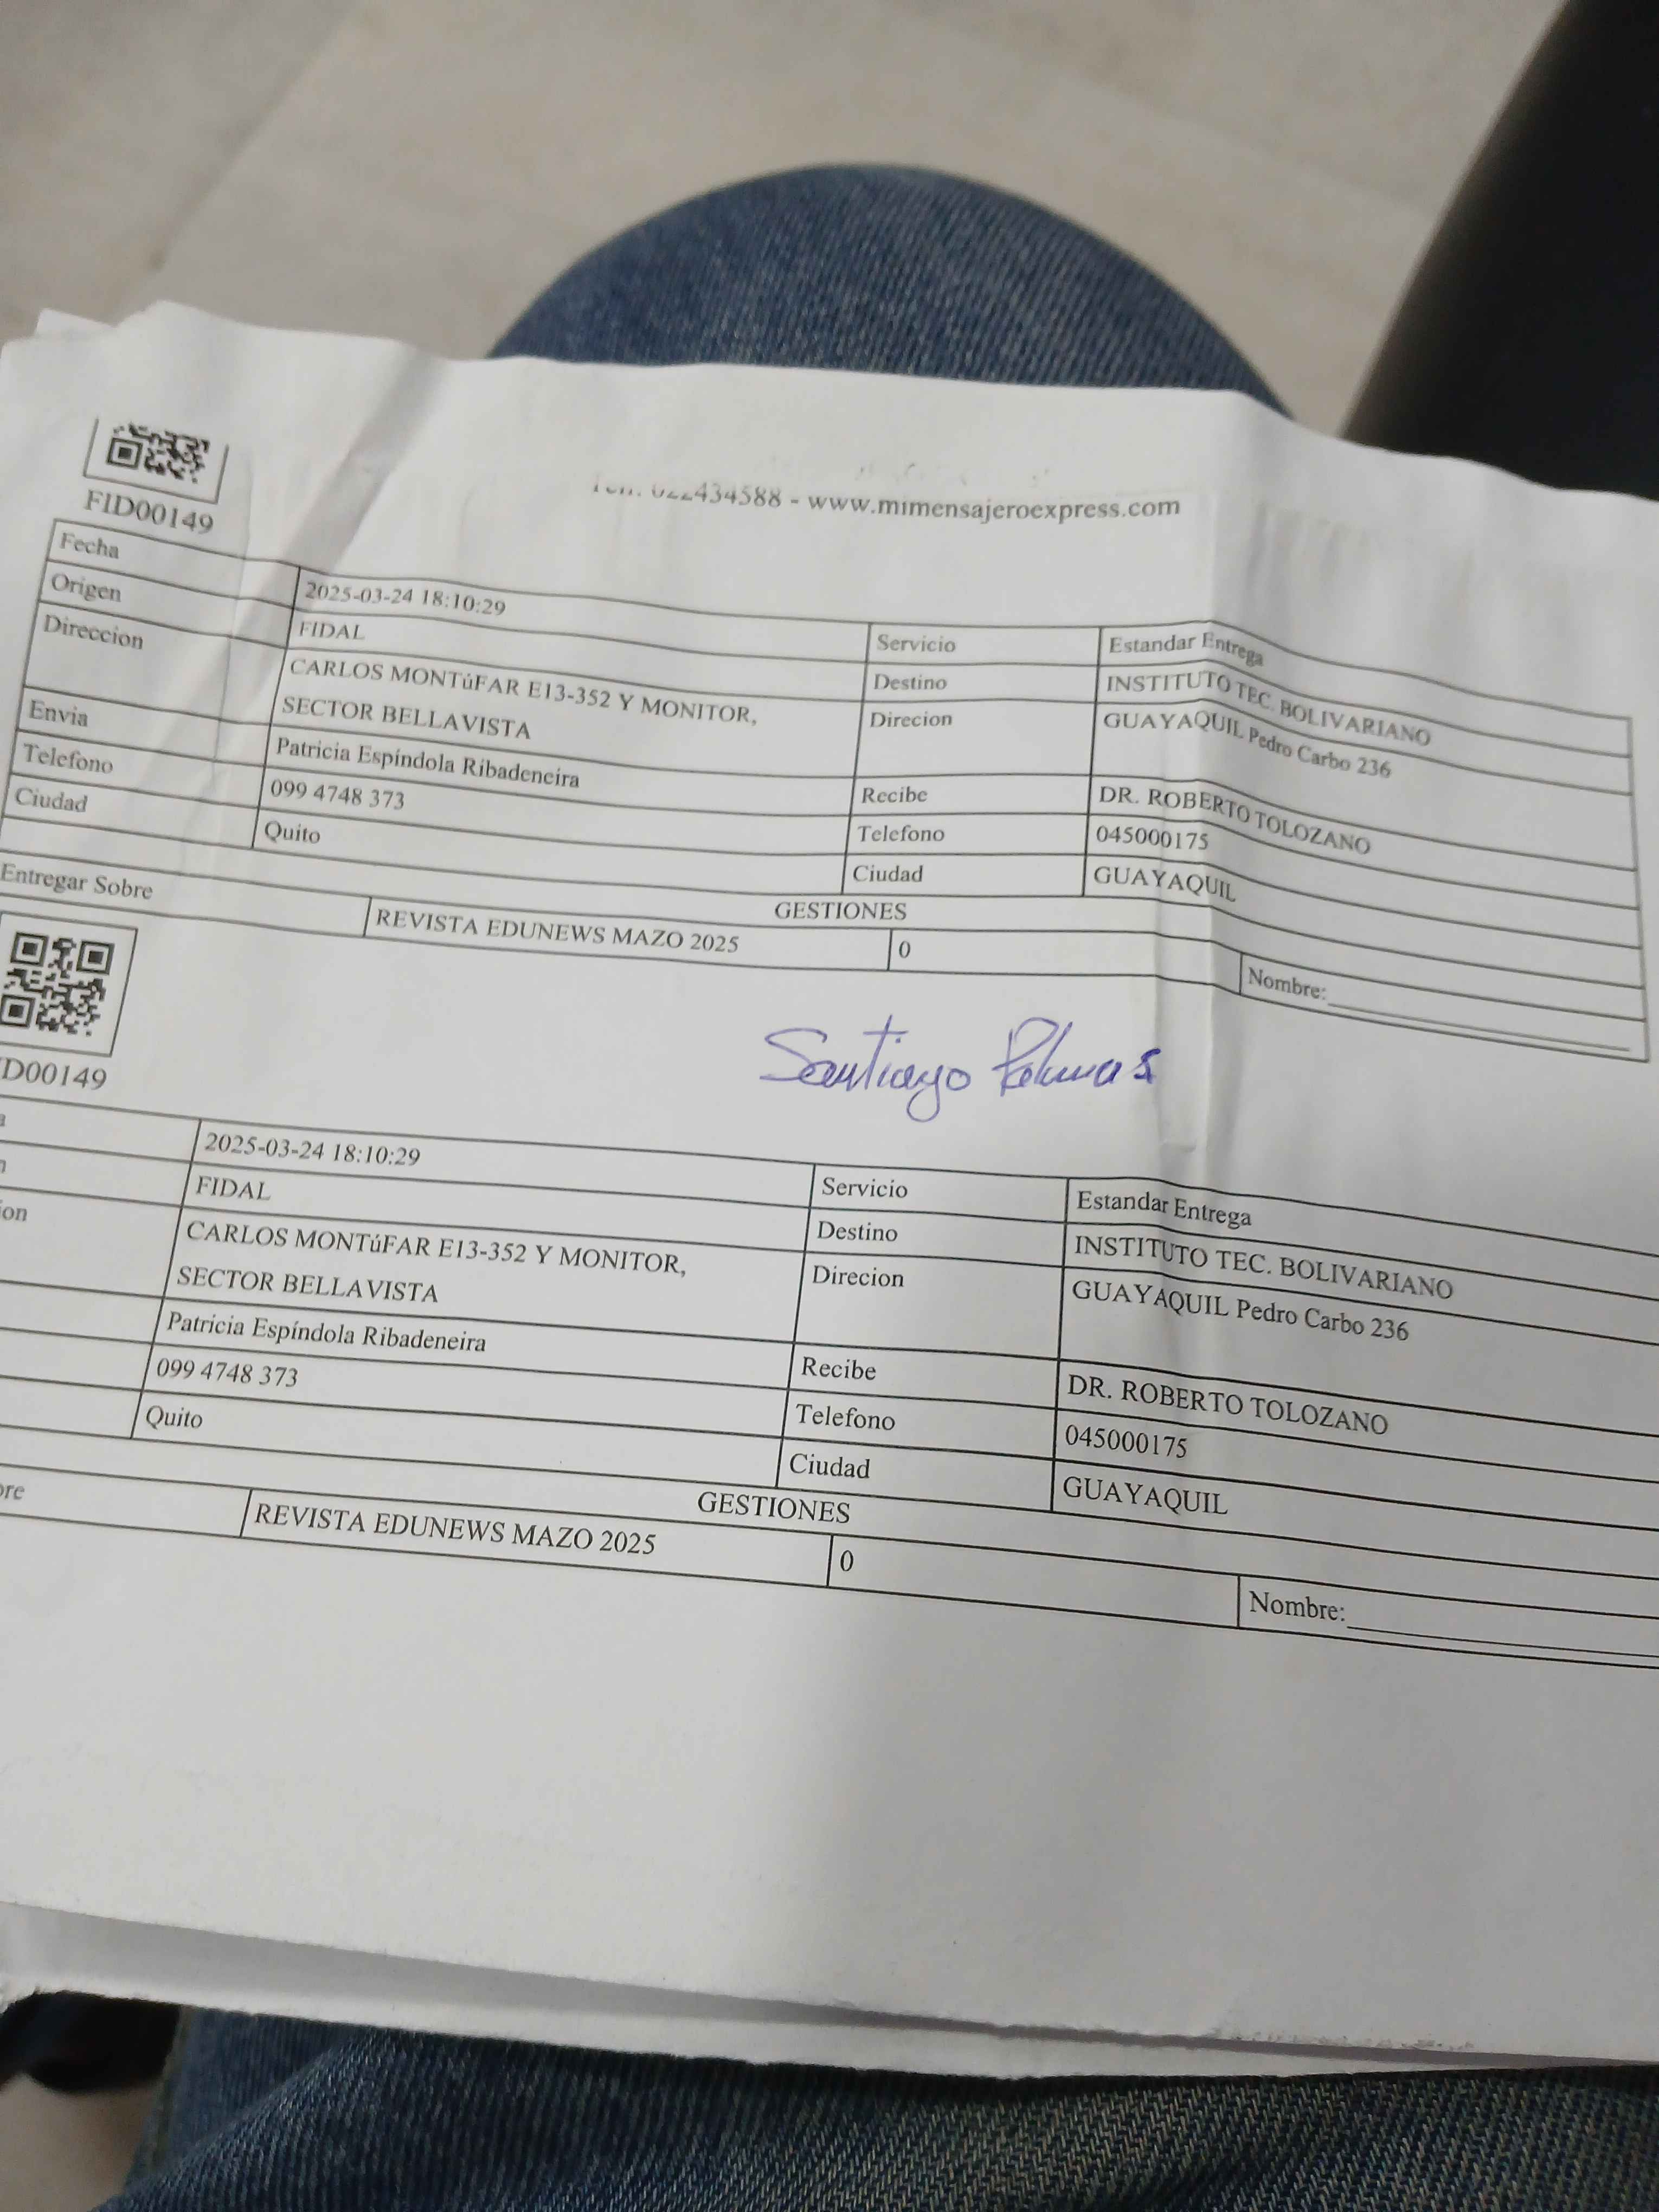 FID00149
022434588 - www.mimensajeroexpress.com
Fecha 2025-03-24 18:10:29 Servicio Estandar Entrega
Origen FIDAL Destino INSTITUTO TEC. BOLIVARIANO
Direccion CARLOS MONTúFAR E13-352 Y MONITOR, Direcion GUAYAQUIL Pedro Carbo 236
SECTOR BELLAVISTA
Envia Patricia Espíndola Ribadeneira Recibe DR. ROBERTO TOLOZANO
Telefono 099 4748 373 Telefono 045000175
Ciudad Quito Ciudad GUAYAQUIL
GESTIONES
Entregar Sobre REVISTA EDUNEWS MAZO 2025 0 Nombre:
Santiago
D00149
2025-03-24 18:10:29 Servicio Estandar Entrega
FIDAL Destino INSTITUTO TEC. BOLIVARIANO
ion CARLOS MONTúFAR E13-352 Y MONITOR, Direcion GUAYAQUIL Pedro Carbo 236
SECTOR BELLAVISTA
Patricia Espíndola Ribadeneira Recibe DR. ROBERTO TOLOZANO
099 4748 373 Telefono 045000175
Quito Ciudad GUAYAQUIL
GESTIONES
bre REVISTA EDUNEWS MAZO 2025 0 Nombre: